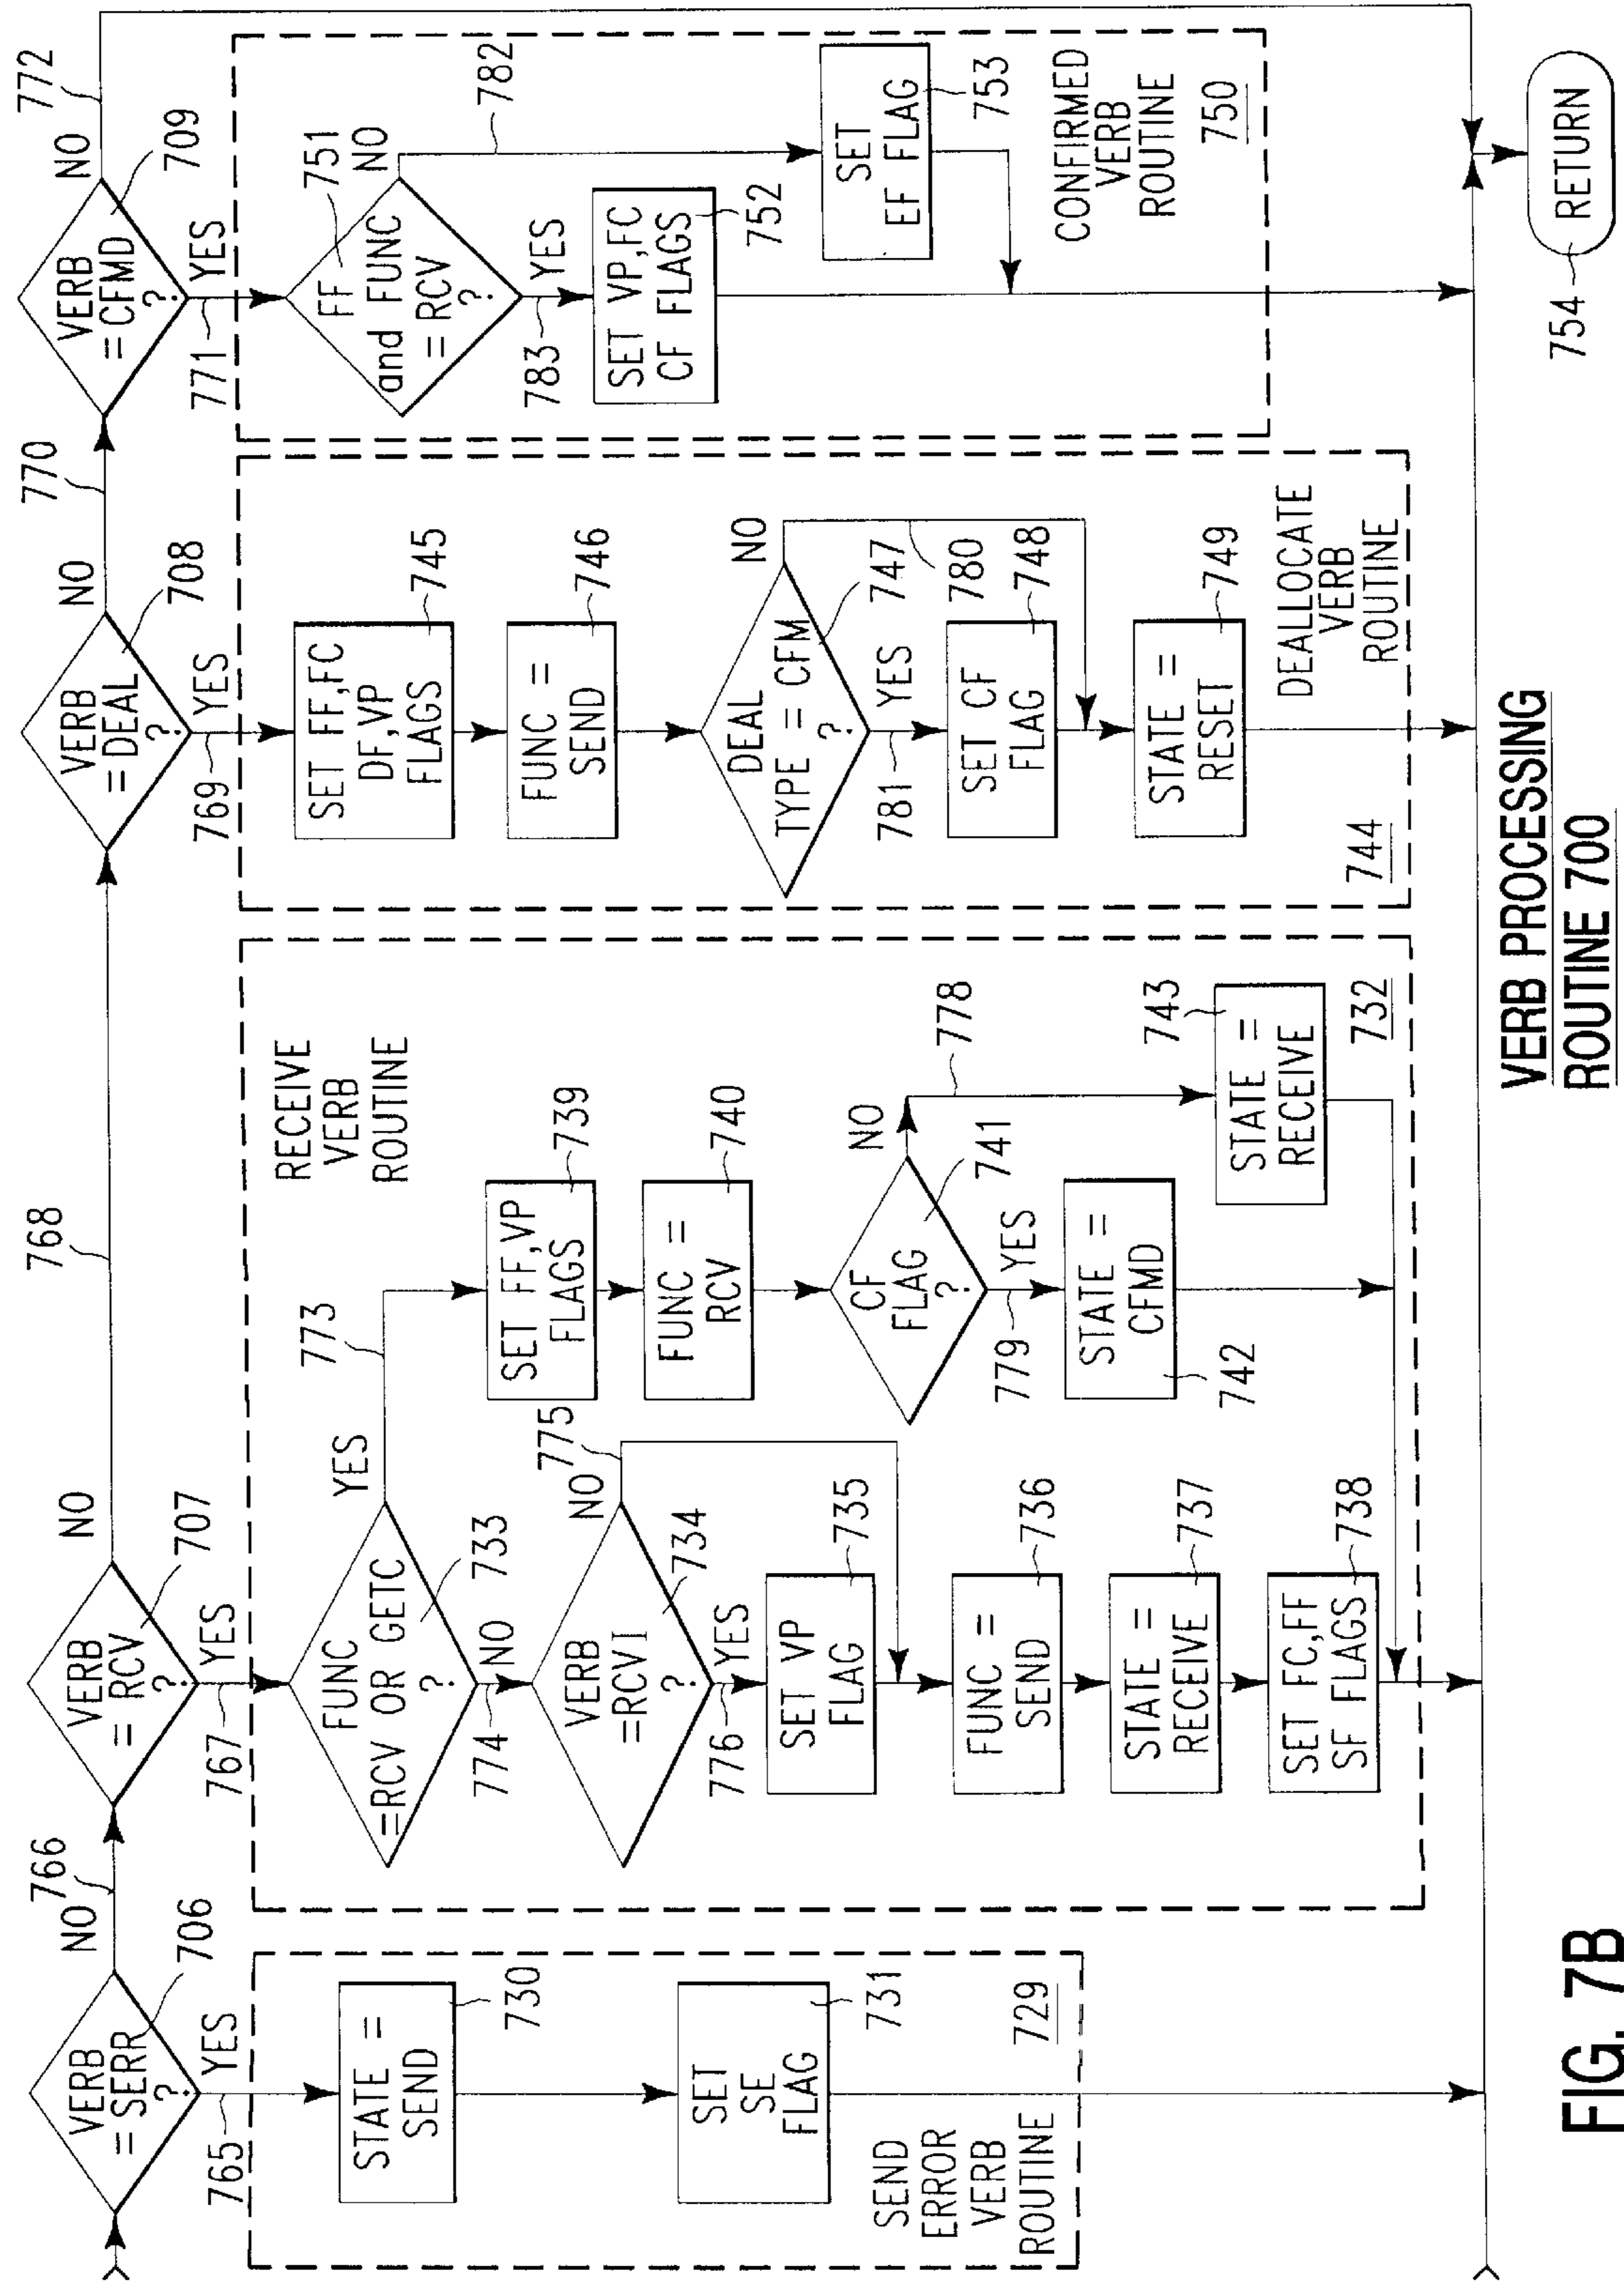 VERB
= SERR
?
706
NO
766
765
YES
STATE =
SEND
730
SET
SE
FLAG
731
729
SEND
ERROR
VERB
ROUTINE
VERB
= RCV
?
707
NO
768
767
YES
RECEIVE
VERB
ROUTINE
FUNC
=RCV OR GETC
?
733
YES
773
774
NO
VERB
=RCVI
?
734
NO
775
776
YES
SET VP
FLAG
735
FUNC =
SEND
736
STATE =
RECEIVE
737
SET FC,FF
SF FLAGS
738
SET FF,VP
FLAGS
739
FUNC =
RCV
740
CF
FLAG
?
741
NO
778
779
YES
STATE =
CFMD
742
STATE =
RECEIVE
743
732
VERB
= DEAL
?
708
NO
770
769
YES
SET FF,FC
DF,VP
FLAGS
745
FUNC =
SEND
746
DEAL
TYPE = CFM
?
747
NO
780
781
YES
SET CF
FLAG
748
STATE =
RESET
749
744
DEALLOCATE
VERB
ROUTINE
VERB
= CFMD
?
709
NO
772
771
YES
FF
and FUNC
= RCV
?
751
NO
782
783
YES
SET VP,FC
CF FLAGS
752
SET
EF FLAG
753
CONFIRMED
VERB
ROUTINE
750
754
RETURN
VERB PROCESSING
ROUTINE 700
FIG. 7B